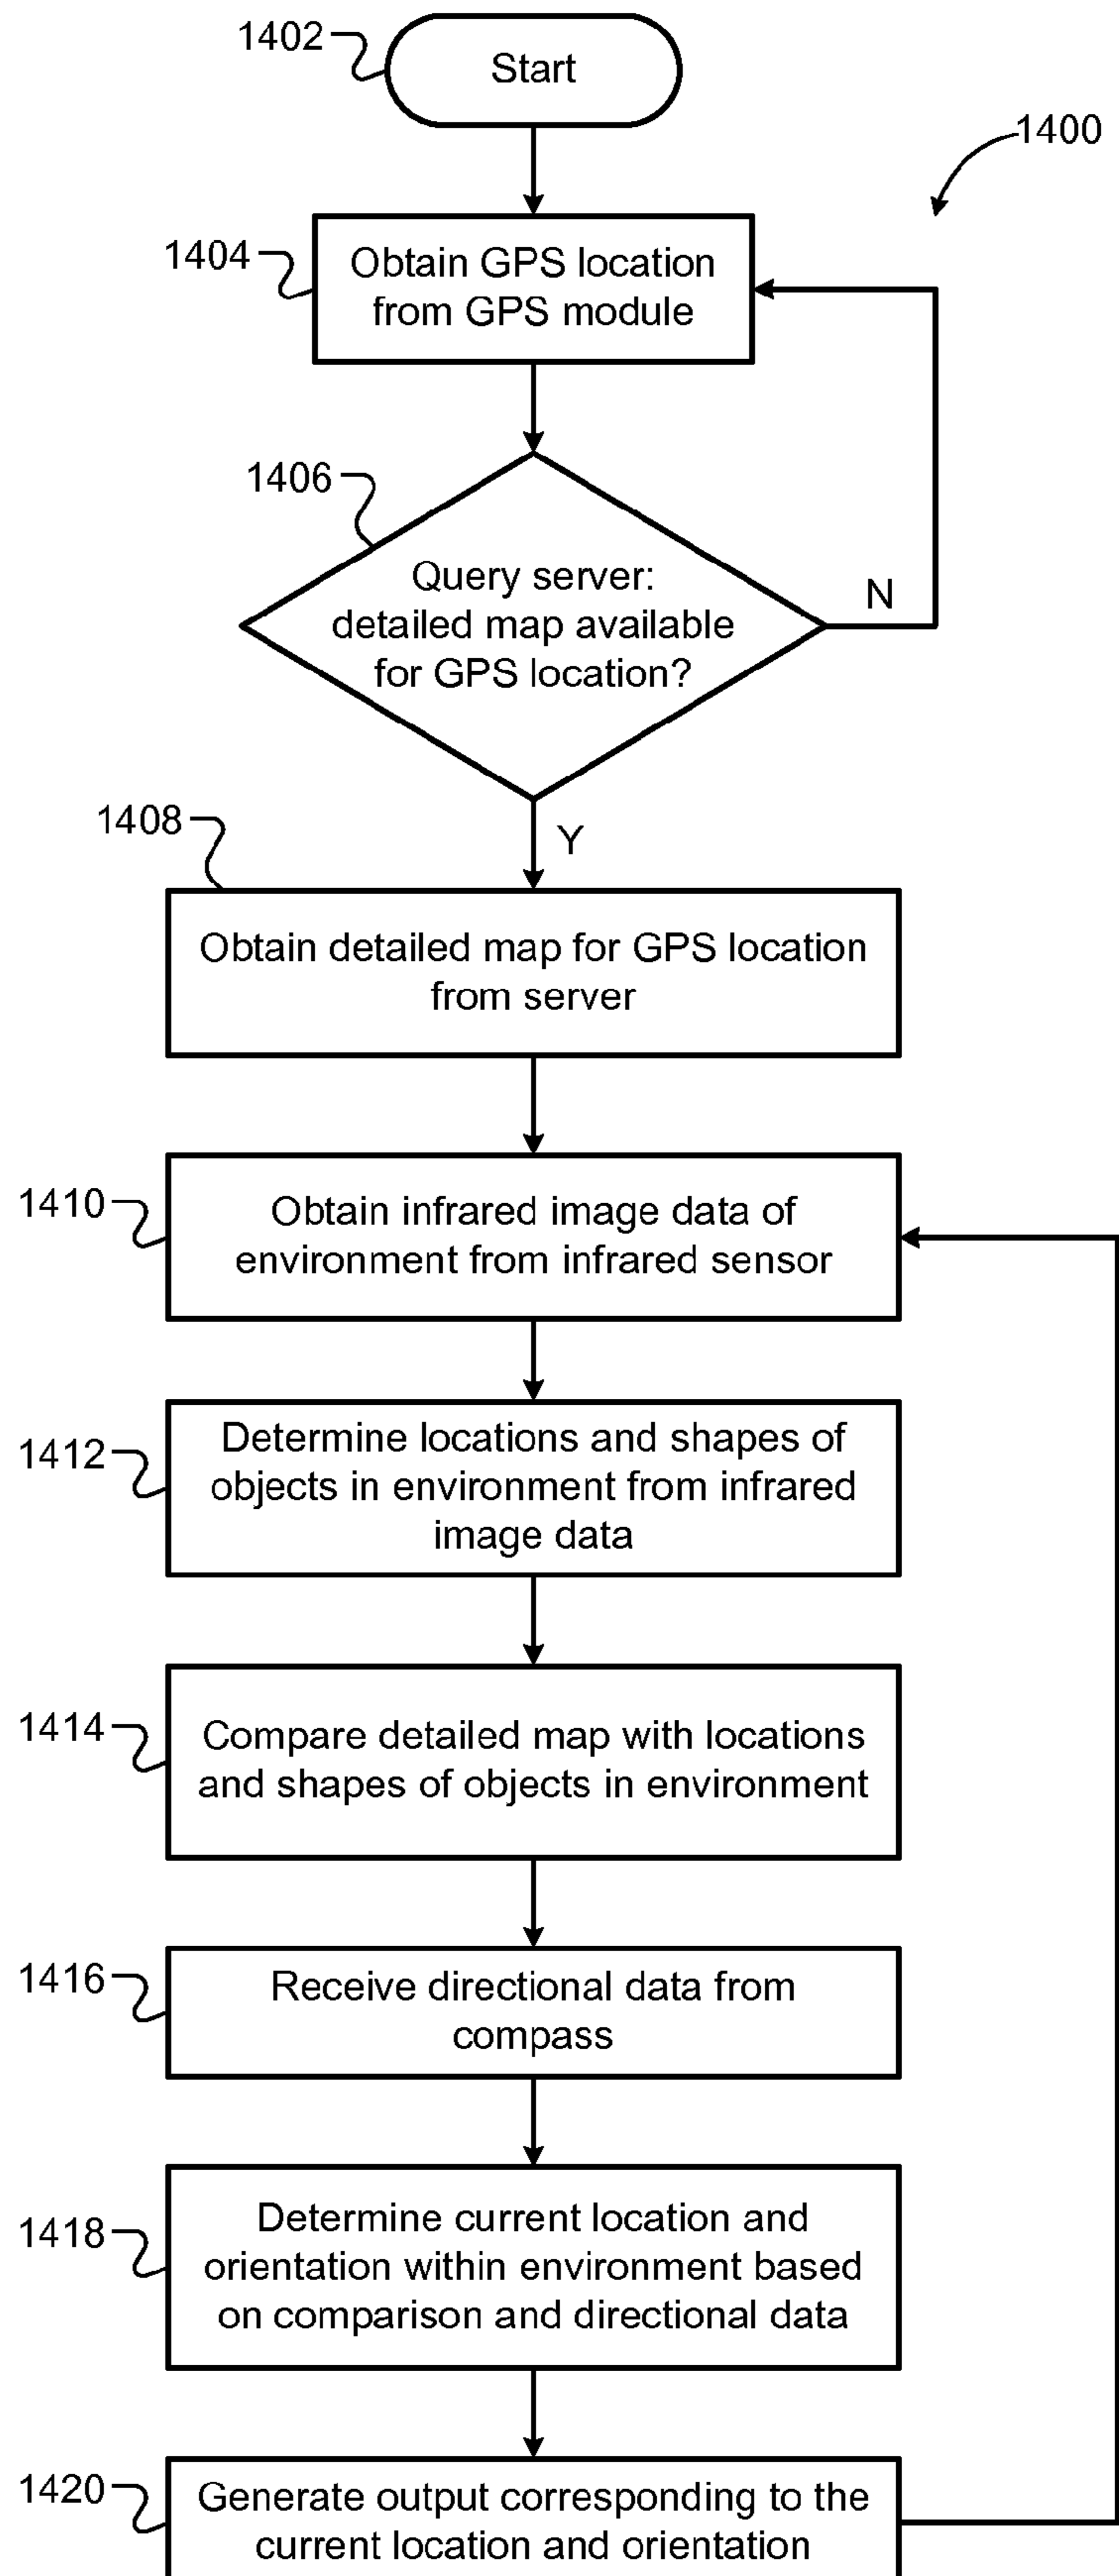 1402
Start
1400
1404
Obtain GPS location
from GPS module
1406
Query server:
detailed map available
for GPS location?
N
Y
1408
Obtain detailed map for GPS location
from server
1410
Obtain infrared image data of
environment from infrared sensor
1412
Determine locations and shapes of
objects in environment from infrared
image data
1414
Compare detailed map with locations
and shapes of objects in environment
1416
Receive directional data from
compass
1418
Determine current location and
orientation within environment based
on comparison and directional data
1420
Generate output corresponding to the
current location and orientation